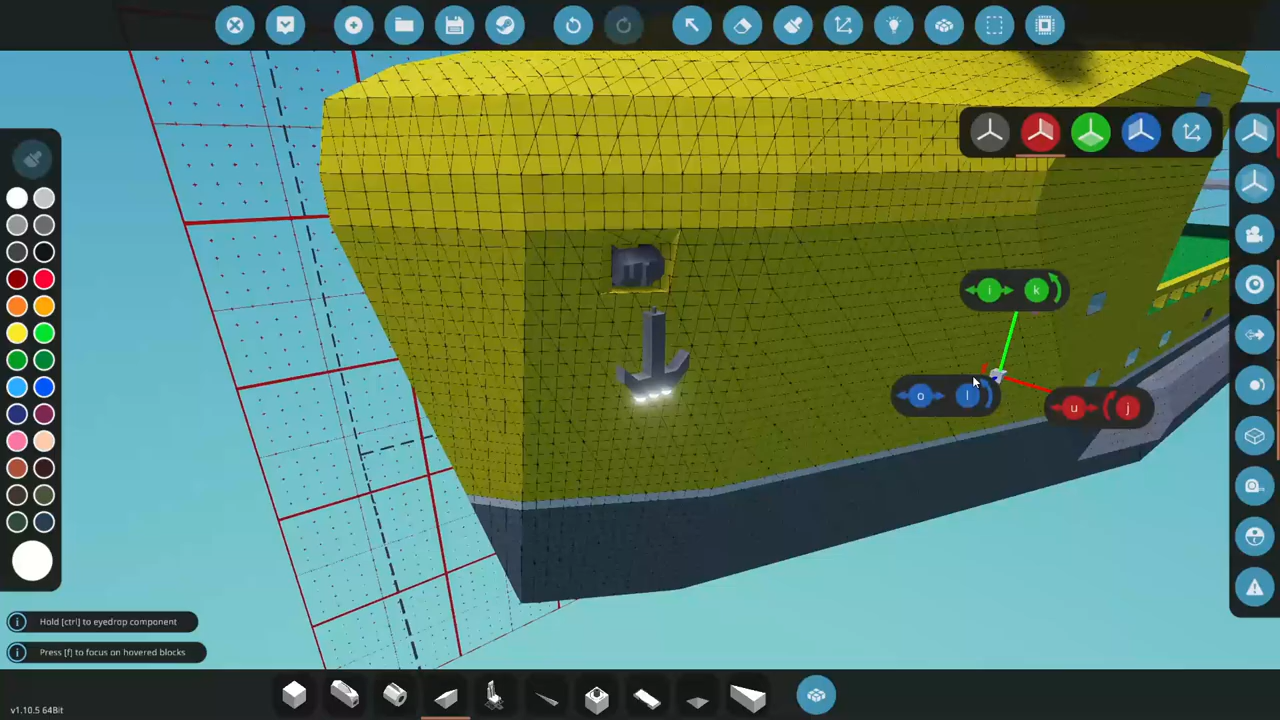 i k
o l
u j
Hold [ctrl] to eyedrop component
Press [f] to focus on hovered blocks
v1.10.5 64Bit